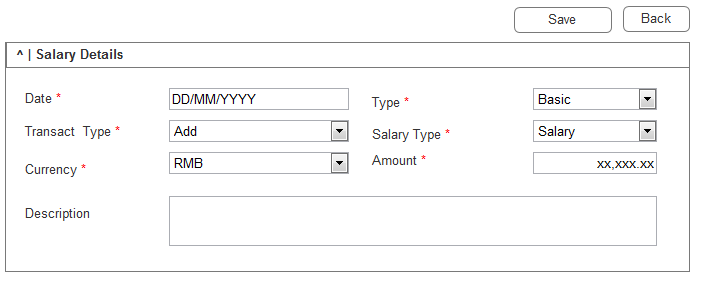 Save Back
^ | Salary Details
Date * DD/MM/YYYY Type * Basic
Transact Type * Add Salary Type * Salary
Currency * RMB Amount * xx,xxx.xx
Description